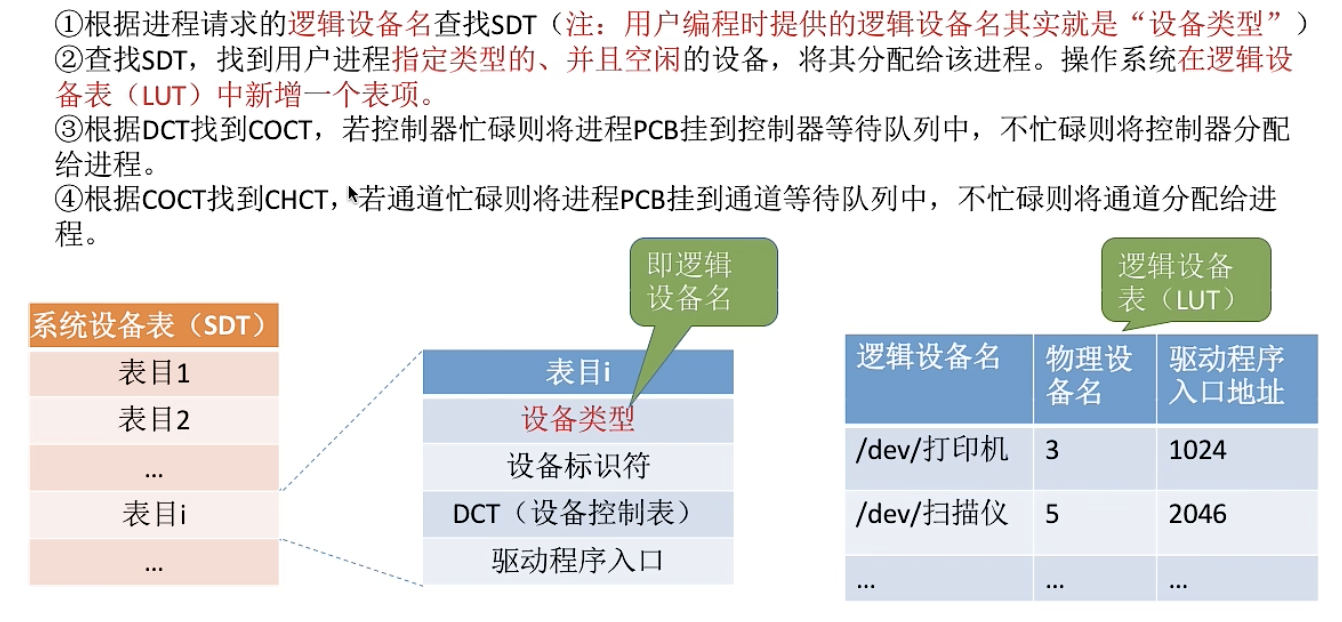 ①根据进程请求的逻辑设备名查找SDT（注：用户编程时提供的逻辑设备名其实就是“设备类型”）
②查找SDT，找到用户进程指定类型的、并且空闲的设备，将其分配给该进程。操作系统在逻辑设
备表（LUT）中新增一个表项。
③根据DCT找到COCT，若控制器忙碌则将进程PCB挂到控制器等待队列中，不忙碌则将控制器分配
给进程。
④根据COCT找到CHCT，若通道忙碌则将进程PCB挂到通道等待队列中，不忙碌则将通道分配给进
程。
即逻辑
设备名
逻辑设备
表（LUT）
系统设备表（SDT）
表目1
表目2
...
表目i
...
表目i
设备类型
设备标识符
DCT（设备控制表）
驱动程序入口
逻辑设备名 物理设备名 驱动程序入口地址
/dev/打印机 3 1024
/dev/扫描仪 5 2046
... ... ...